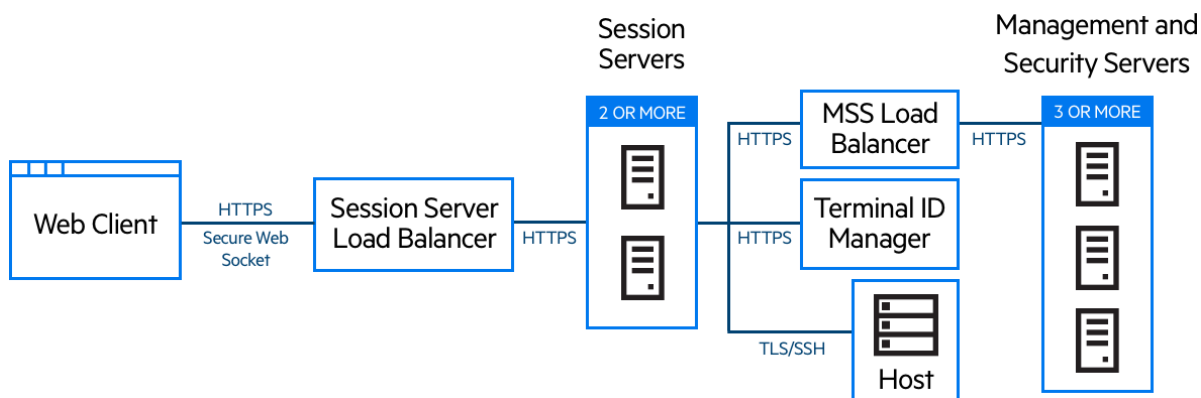 Web Client
HTTPS
Secure Web
Socket
Session Server
Load Balancer
HTTPS
Session
Servers
2 OR MORE
HTTPS
MSS Load
Balancer
HTTPS
HTTPS
Terminal ID
Manager
TLS/SSH
Host
Management and
Security Servers
3 OR MORE